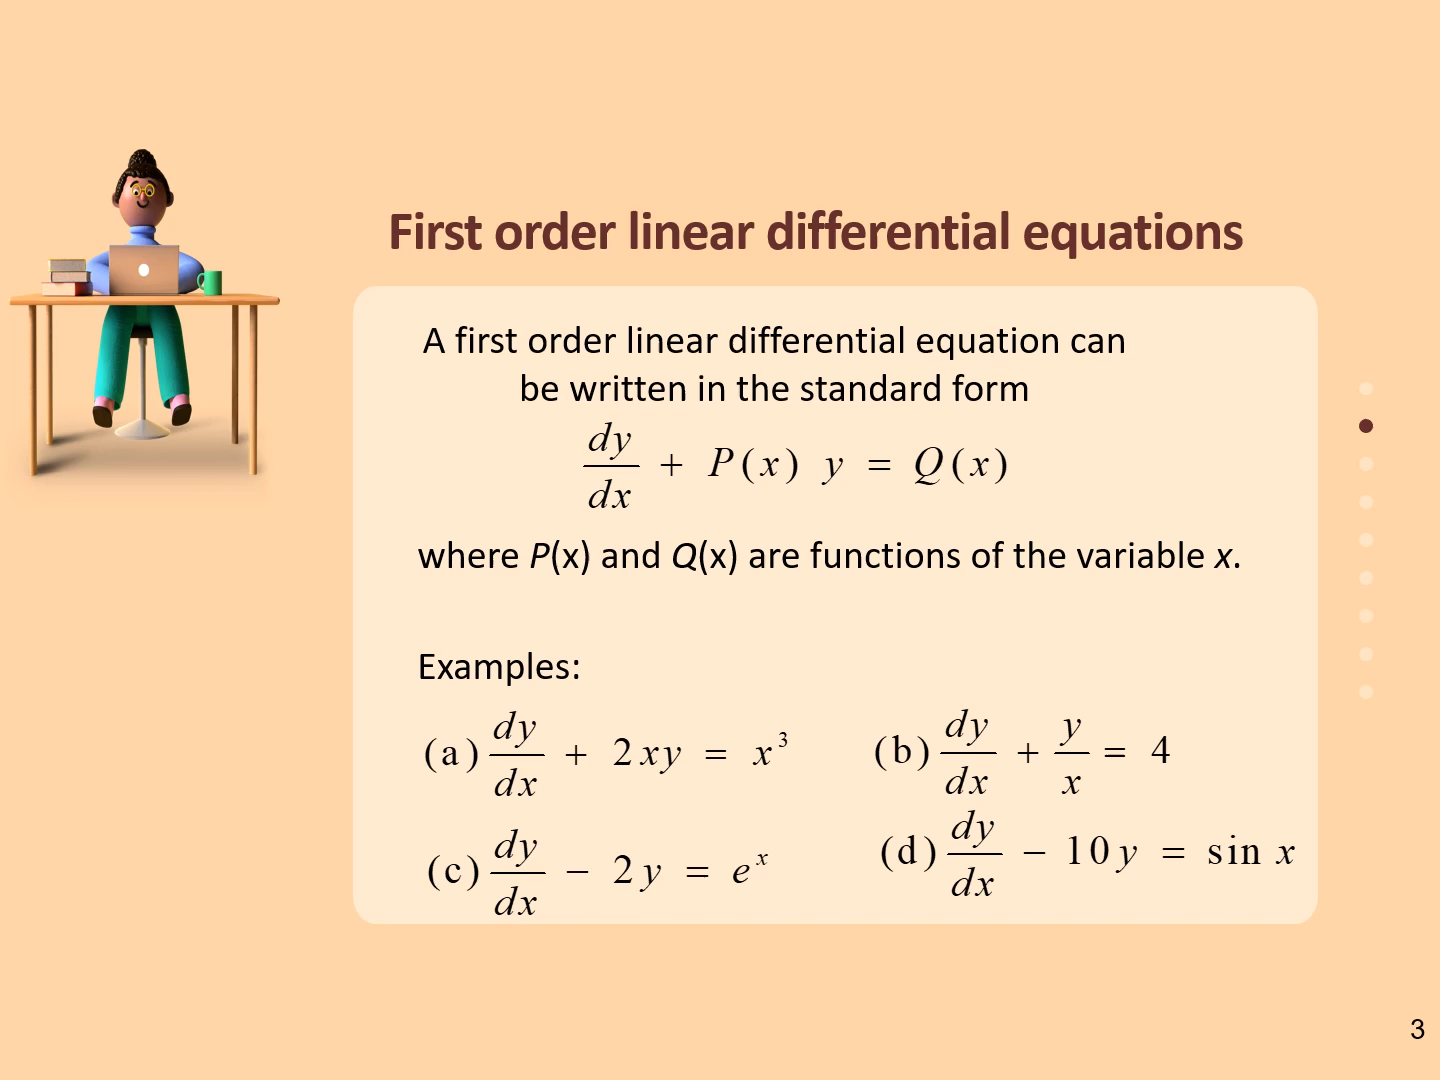 First order linear differential equations
A first order linear differential equation can
be written in the standard form
dy/dx + P(x) y = Q(x)
where P(x) and Q(x) are functions of the variable x.
Examples:
(a) dy/dx + 2xy = x³
(b) dy/dx + y/x = 4
(c) dy/dx − 2y = eˣ
(d) dy/dx − 10y = sin x
3